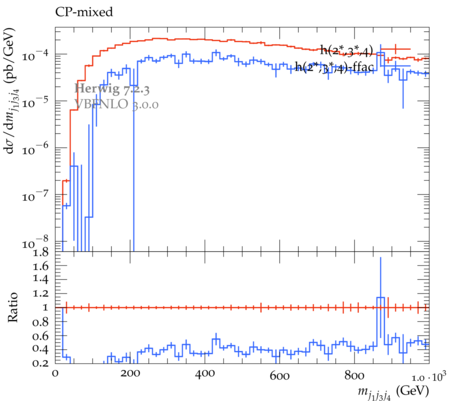 CP-mixed
h(2*,3*,4)
h(2*,3*,4)-ffac
Herwig 7.2.3
VBFNLO 3.0.0
dσ/dm_{j1j3j4} (pb/GeV)
10⁻⁴
10⁻⁵
10⁻⁶
10⁻⁷
10⁻⁸
Ratio
1.8
1.6
1.4
1.2
1
0.8
0.6
0.4
0.2
0 200 400 600 800 1.0 · 10³
m_{j1j3j4} (GeV)